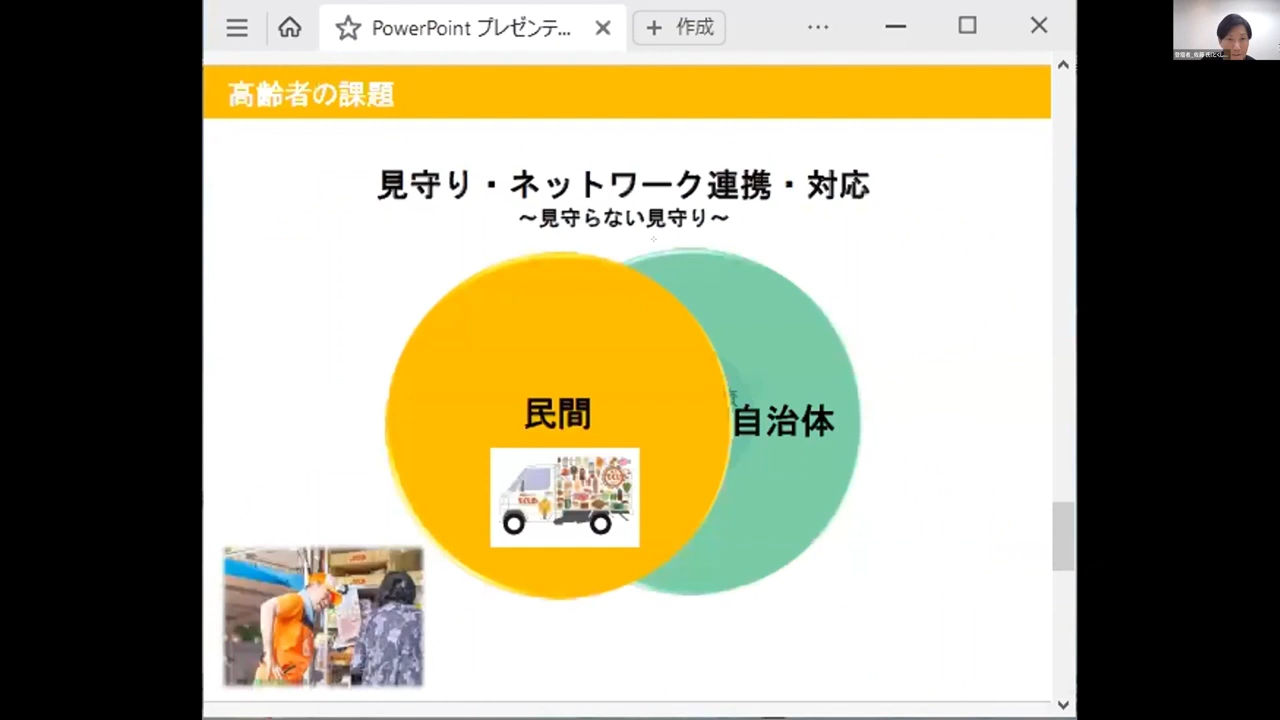 PowerPoint プレゼンテ...
作成
高齢者の課題
見守り・ネットワーク連携・対応
～見守らない見守り～
民間
自治体